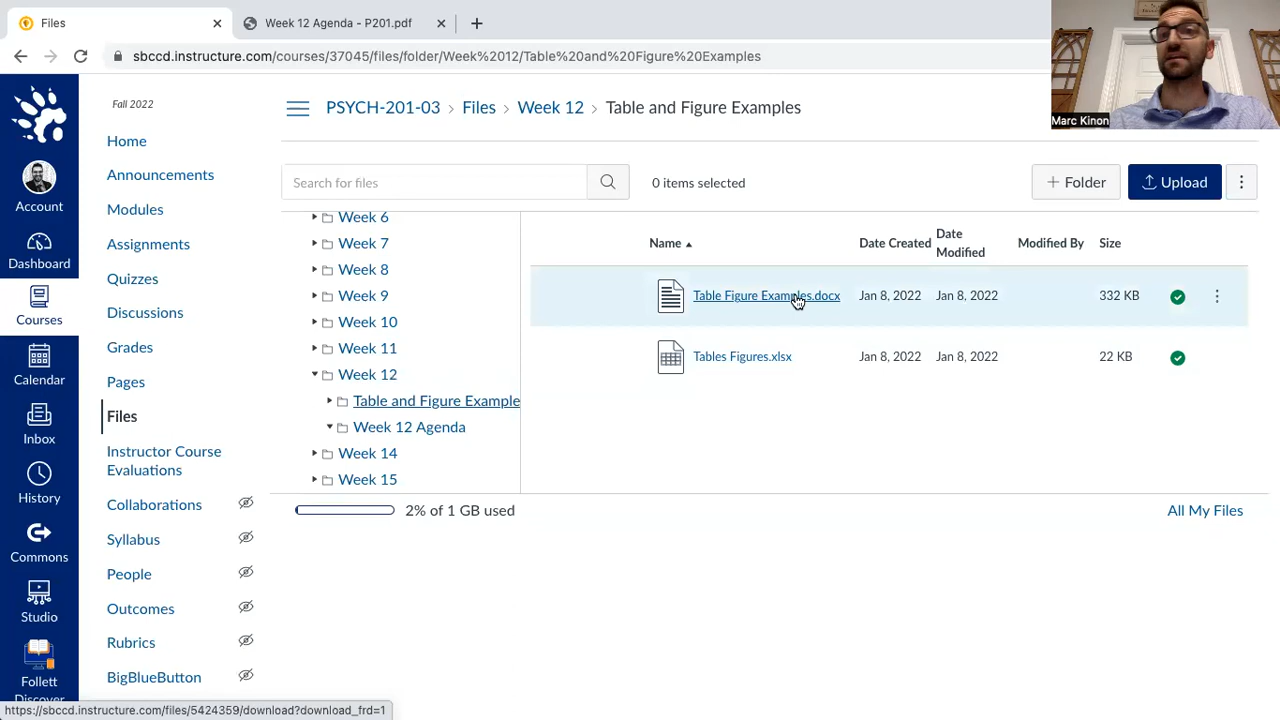 Files
Week 12 Agenda - P201.pdf
sbccd.instructure.com/courses/37045/files/folder/Week%2012/Table%20and%20Figure%20Examples
Marc Kinon
Account
Dashboard
Courses
Calendar
Inbox
History
Commons
Studio
Follett
Discover
Fall 2022
Home
Announcements
Modules
Assignments
Quizzes
Discussions
Grades
Pages
Files
Instructor Course
Evaluations
Collaborations
Syllabus
People
Outcomes
Rubrics
BigBlueButton
PSYCH-201-03 › Files › Week 12 › Table and Figure Examples
Search for files
0 items selected
+ Folder
Upload
Week 6
Week 7
Week 8
Week 9
Week 10
Week 11
Week 12
Table and Figure Example
Week 12 Agenda
Week 14
Week 15
Name Date Created Date Modified Modified By Size
Table Figure Examples.docx Jan 8, 2022 Jan 8, 2022 332 KB
Tables Figures.xlsx Jan 8, 2022 Jan 8, 2022 22 KB
2% of 1 GB used
All My Files
https://sbccd.instructure.com/files/5424359/download?download_frd=1